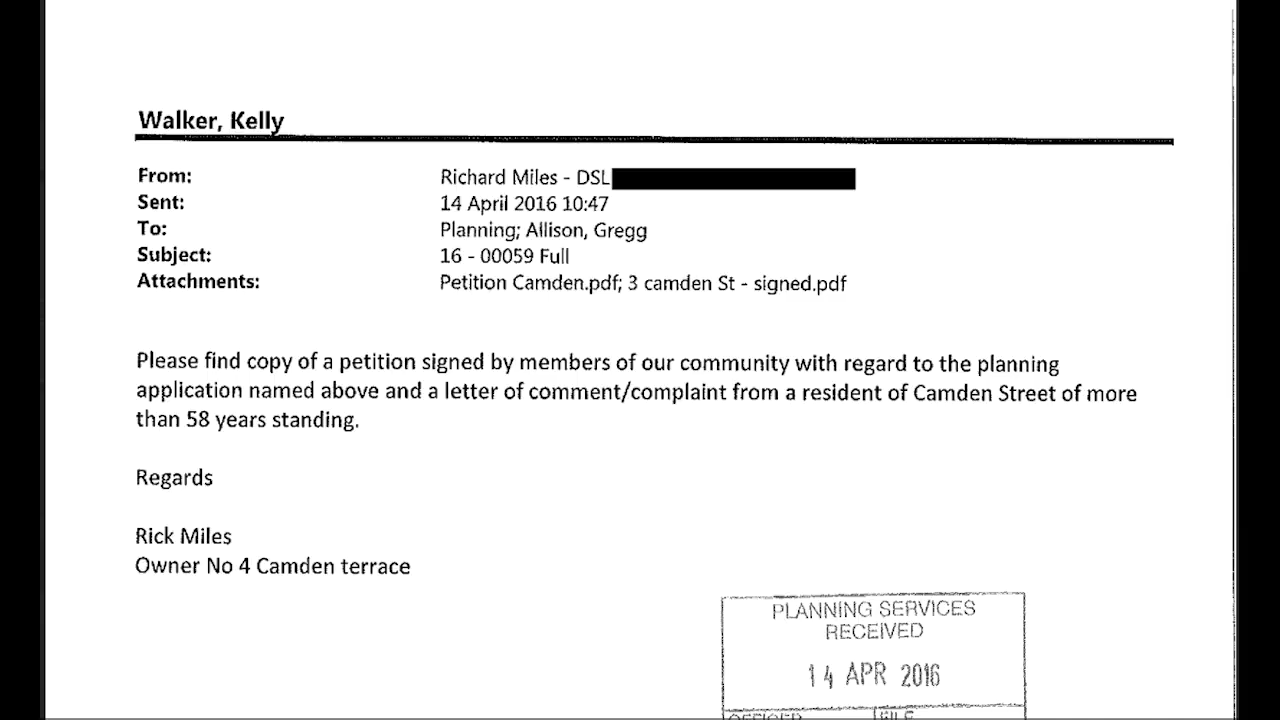 Walker, Kelly
From: Richard Miles - DSL
Sent: 14 April 2016 10:47
To: Planning; Allison, Gregg
Subject: 16 - 00059 Full
Attachments: Petition Camden.pdf; 3 camden St - signed.pdf
Please find copy of a petition signed by members of our community with regard to the planning
application named above and a letter of comment/complaint from a resident of Camden Street of more
than 58 years standing.
Regards
Rick Miles
Owner No 4 Camden terrace
PLANNING SERVICES
RECEIVED
14 APR 2016
OFFICER FILE